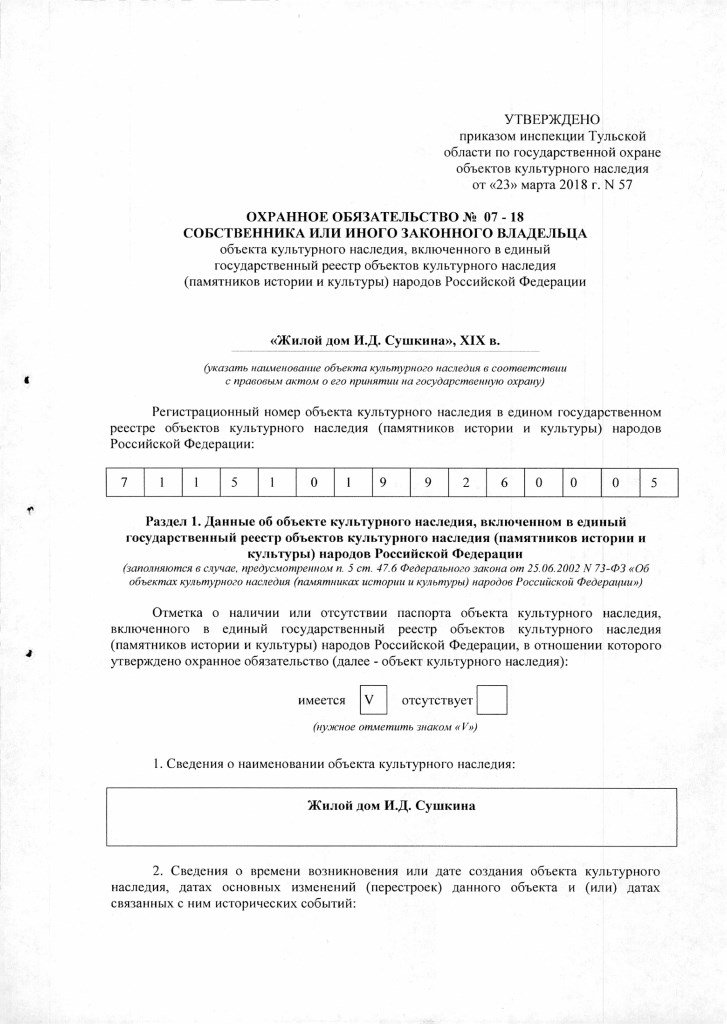 УТВЕРЖДЕНО
приказом инспекции Тульской
области по государственной охране
объектов культурного наследия
от «23» марта 2018 г. N 57
ОХРАННОЕ ОБЯЗАТЕЛЬСТВО № 07 - 18
СОБСТВЕННИКА ИЛИ ИНОГО ЗАКОННОГО ВЛАДЕЛЬЦА
объекта культурного наследия, включенного в единый
государственный реестр объектов культурного наследия
(памятников истории и культуры) народов Российской Федерации
«Жилой дом И.Д. Сушкина», XIX в.
(указать наименование объекта культурного наследия в соответствии
с правовым актом о его принятии на государственную охрану)
Регистрационный номер объекта культурного наследия в едином государственном
реестре объектов культурного наследия (памятников истории и культуры) народов
Российской Федерации:
7 1 1 5 1 0 1 9 9 2 6 0 0 0 5
Раздел 1. Данные об объекте культурного наследия, включенном в единый
государственный реестр объектов культурного наследия (памятников истории и
культуры) народов Российской Федерации
(заполняются в случае, предусмотренном п. 5 ст. 47.6 Федерального закона от 25.06.2002 N 73-ФЗ «Об
объектах культурного наследия (памятниках истории и культуры) народов Российской Федерации»)
Отметка о наличии или отсутствии паспорта объекта культурного наследия,
включенного в единый государственный реестр объектов культурного наследия
(памятников истории и культуры) народов Российской Федерации, в отношении которого
утверждено охранное обязательство (далее - объект культурного наследия):
имеется V отсутствует
(нужное отметить знаком «V»)
1. Сведения о наименовании объекта культурного наследия:
Жилой дом И.Д. Сушкина
2. Сведения о времени возникновения или дате создания объекта культурного
наследия, датах основных изменений (перестроек) данного объекта и (или) датах
связанных с ним исторических событий: